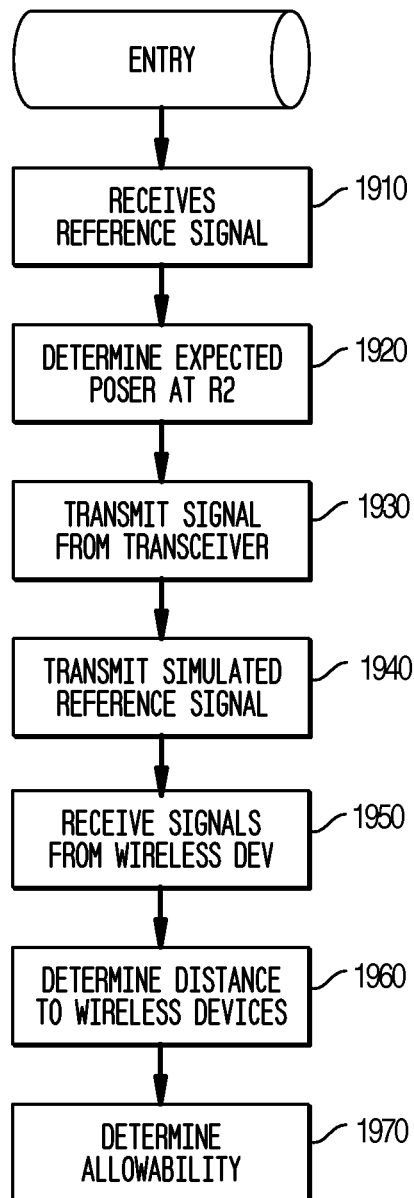 ENTRY
RECEIVES
REFERENCE SIGNAL
1910
DETERMINE EXPECTED
POSER AT R2
1920
TRANSMIT SIGNAL
FROM TRANSCEIVER
1930
TRANSMIT SIMULATED
REFERENCE SIGNAL
1940
RECEIVE SIGNALS
FROM WIRELESS DEV
1950
DETERMINE DISTANCE
TO WIRELESS DEVICES
1960
DETERMINE
ALLOWABILITY
1970